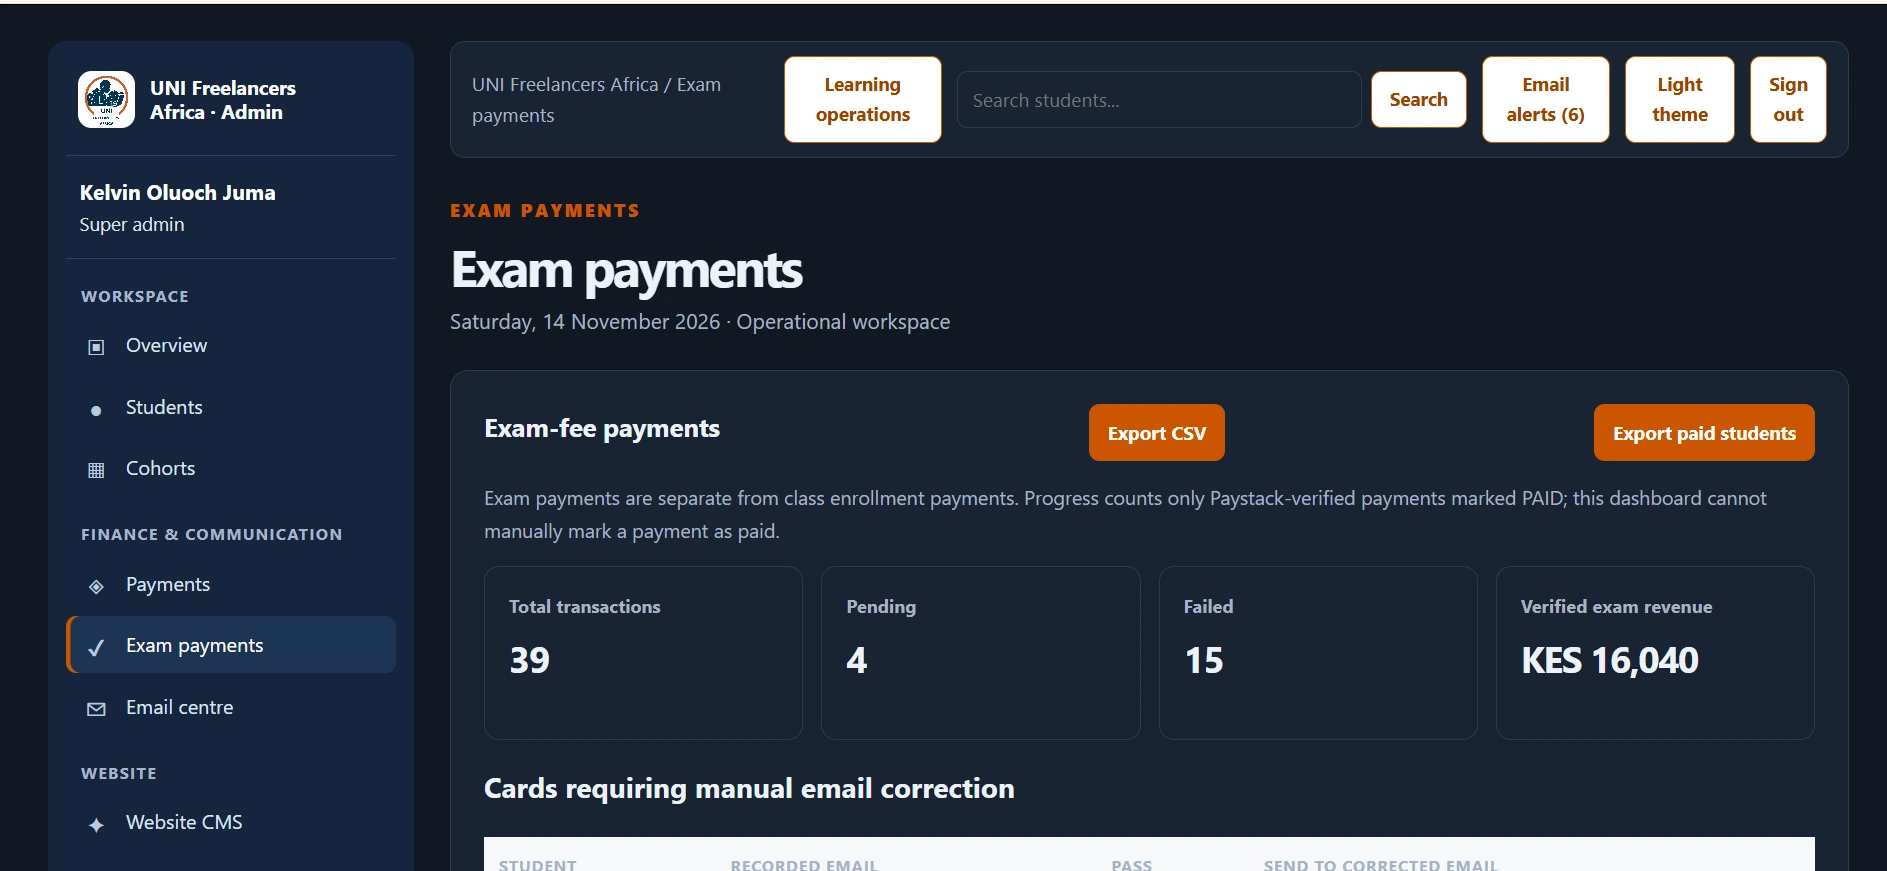 UNI Freelancers
Africa · Admin
Kelvin Oluoch Juma
Super admin
WORKSPACE
Overview
Students
Cohorts
FINANCE & COMMUNICATION
Payments
Exam payments
Email centre
WEBSITE
Website CMS
UNI Freelancers Africa / Exam
payments
Learning
operations
Search students...
Search
Email
alerts (6)
Light
theme
Sign
out
EXAM PAYMENTS
Exam payments
Saturday, 14 November 2026 · Operational workspace
Exam-fee payments
Export CSV
Export paid students
Exam payments are separate from class enrollment payments. Progress counts only Paystack-verified payments marked PAID; this dashboard cannot
manually mark a payment as paid.
Total transactions
39
Pending
4
Failed
15
Verified exam revenue
KES 16,040
Cards requiring manual email correction
STUDENT
RECORDED EMAIL
PASS
SEND TO CORRECTED EMAIL